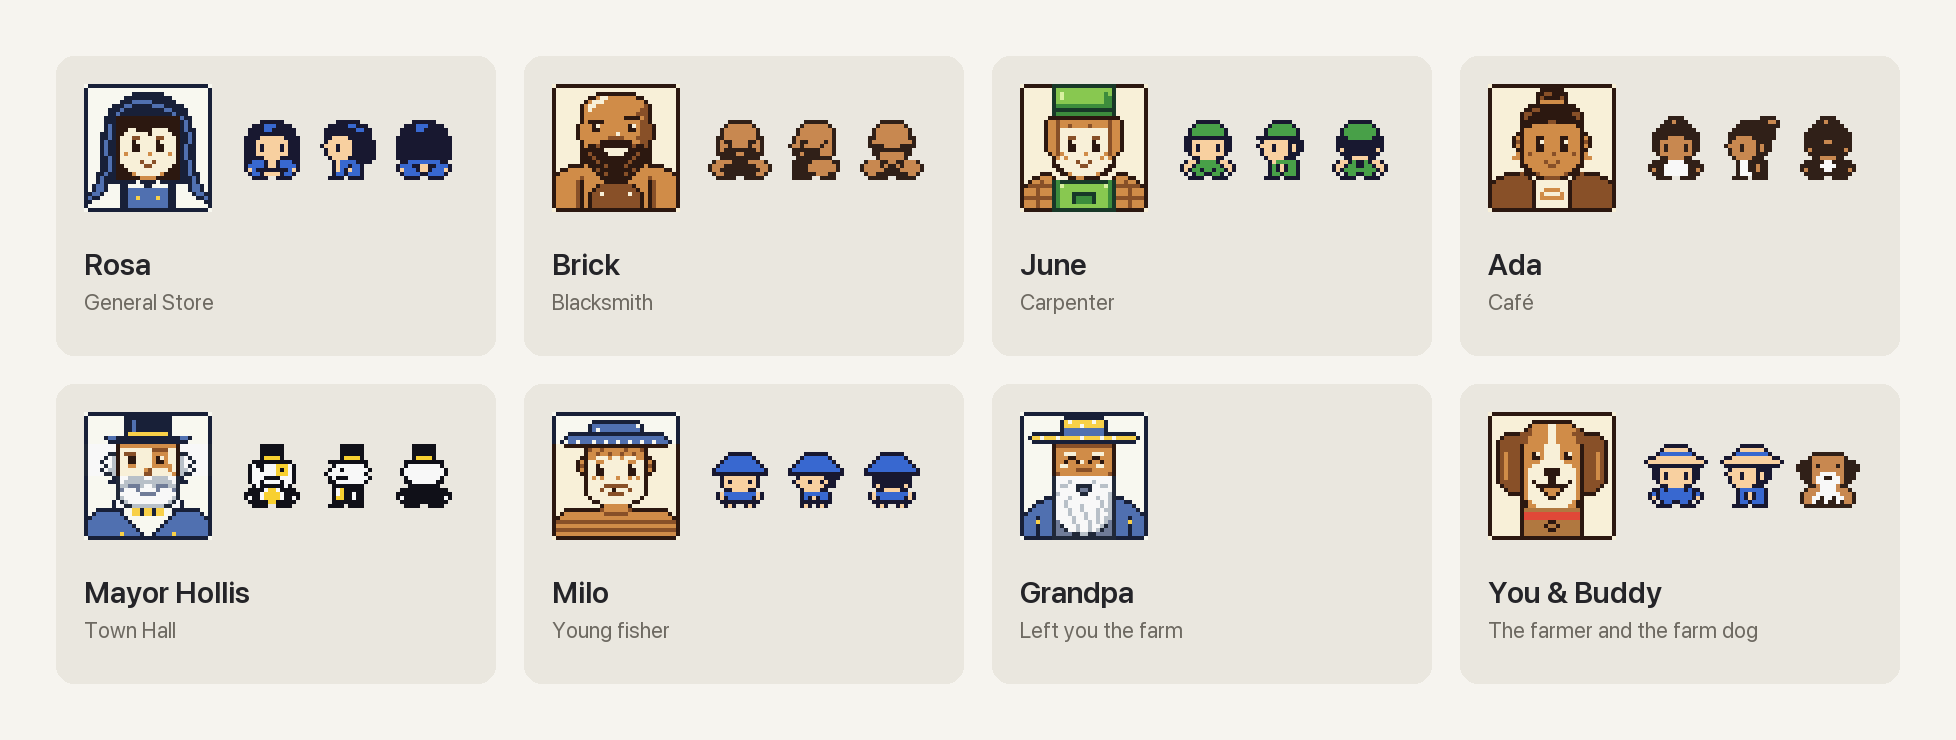 Rosa
General Store
Brick
Blacksmith
June
Carpenter
Ada
Café
Mayor Hollis
Town Hall
Milo
Young fisher
Grandpa
Left you the farm
You & Buddy
The farmer and the farm dog